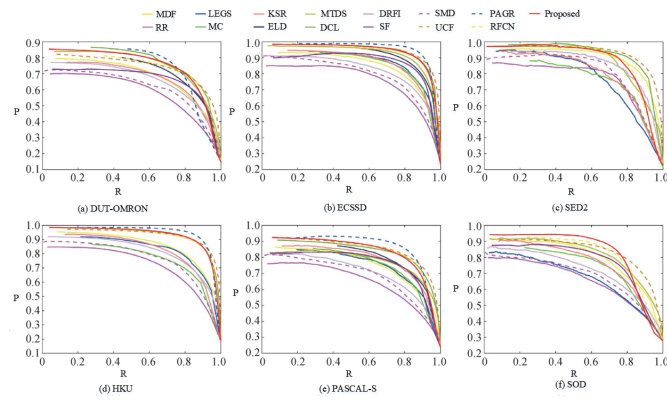 MDF LEGS KSR MTDS DRFI SMD PAGR Proposed
RR MC ELD DCL SF UCF RFCN
0.9
0.8
0.7
0.6
P 0.5
0.4
0.3
0.2
0.1
0 0.2 0.4 0.6 0.8 1.0
R
(a) DUT-OMRON
1.0
0.9
0.8
0.7
P 0.6
0.5
0.4
0.3
0.2
0 0.2 0.4 0.6 0.8 1.0
R
(b) ECSSD
1.0
0.9
0.8
0.7
P 0.6
0.5
0.4
0.3
0.2
0.1
0 0.2 0.4 0.6 0.8 1.0
R
(c) SED2
1.0
0.9
0.8
0.7
0.6
P 0.5
0.4
0.3
0.2
0.1
0 0.2 0.4 0.6 0.8 1.0
R
(d) HKU
1.0
0.9
0.8
0.7
0.6
P 0.5
0.4
0.3
0.2
0 0.2 0.4 0.6 0.8 1.0
R
(e) PASCAL-S
1.0
0.9
0.8
0.7
0.6
P 0.5
0.4
0.3
0.2
0.1
0 0.2 0.4 0.6 0.8 1.0
R
(f) SOD